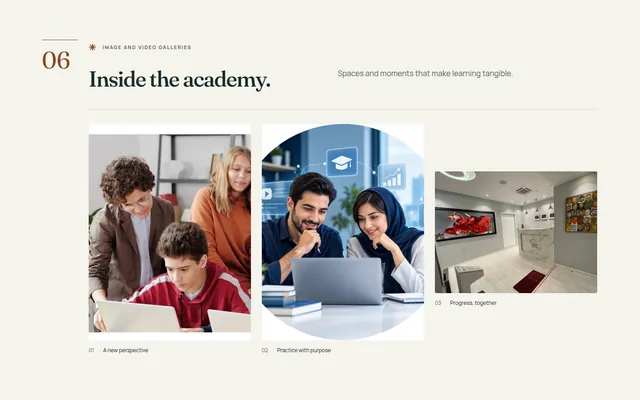 06
IMAGE AND VIDEO GALLERIES
Inside the academy.
Spaces and moments that make learning tangible.
01 A new perspective
02 Practice with purpose
03 Progress, together